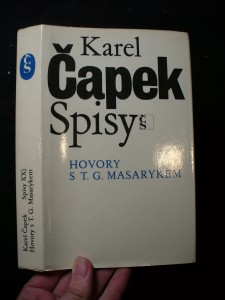 Karel
Čapek
Spisy
HOVORY
S T. G. MASARYKEM
Karel Čapek Spisy XX
Hovory s T. G. Masarykem